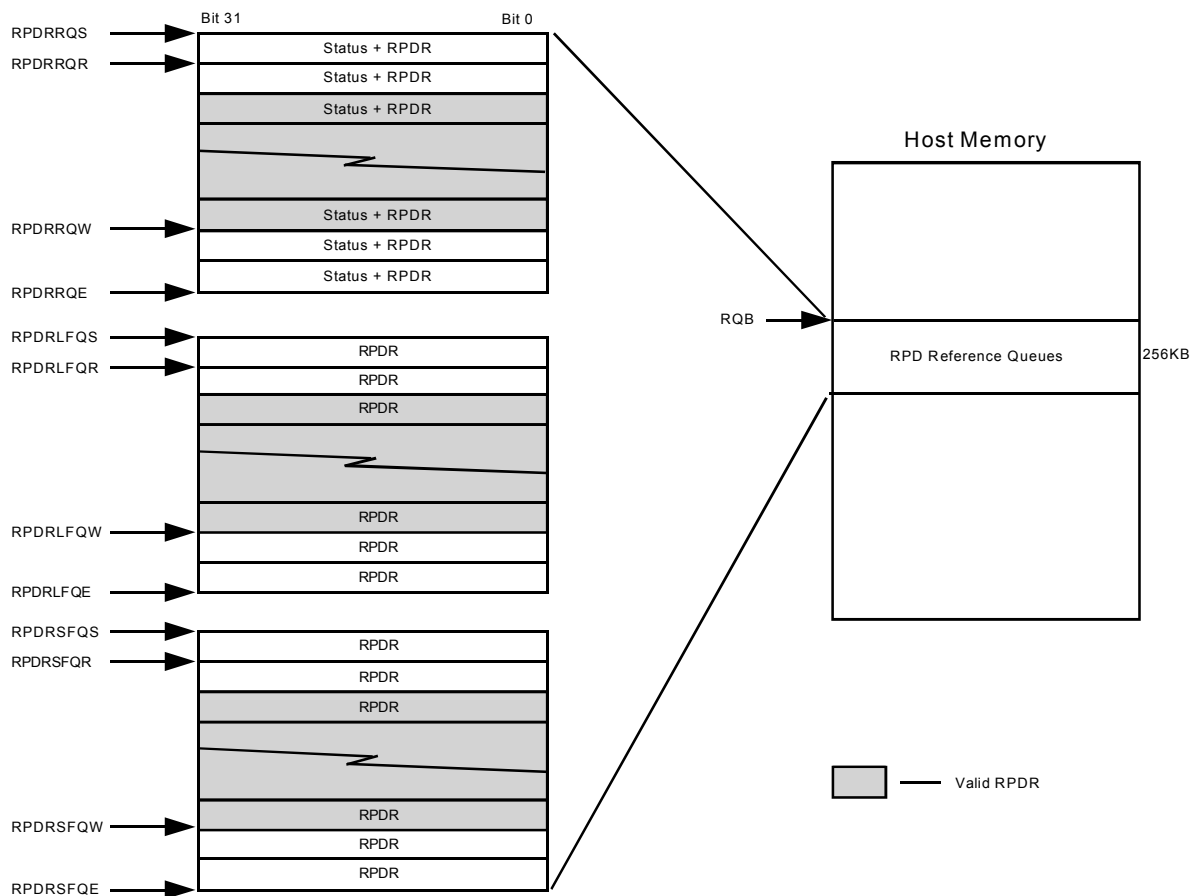 Bit 31 Bit 0
RPDRRQS
Status + RPDR
RPDRRQR
Status + RPDR
Status + RPDR
Status + RPDR
RPDRRQW
Status + RPDR
Status + RPDR
RPDRRQE
RPDRLFQS
RPDR
RPDRLFQR
RPDR
RPDR
RPDR
RPDRLFQW
RPDR
RPDR
RPDRLFQE
RPDRSFQS
RPDR
RPDRSFQR
RPDR
RPDR
RPDR
RPDRSFQW
RPDR
RPDR
RPDRSFQE
Host Memory
RQB
RPD Reference Queues
256KB
Valid RPDR